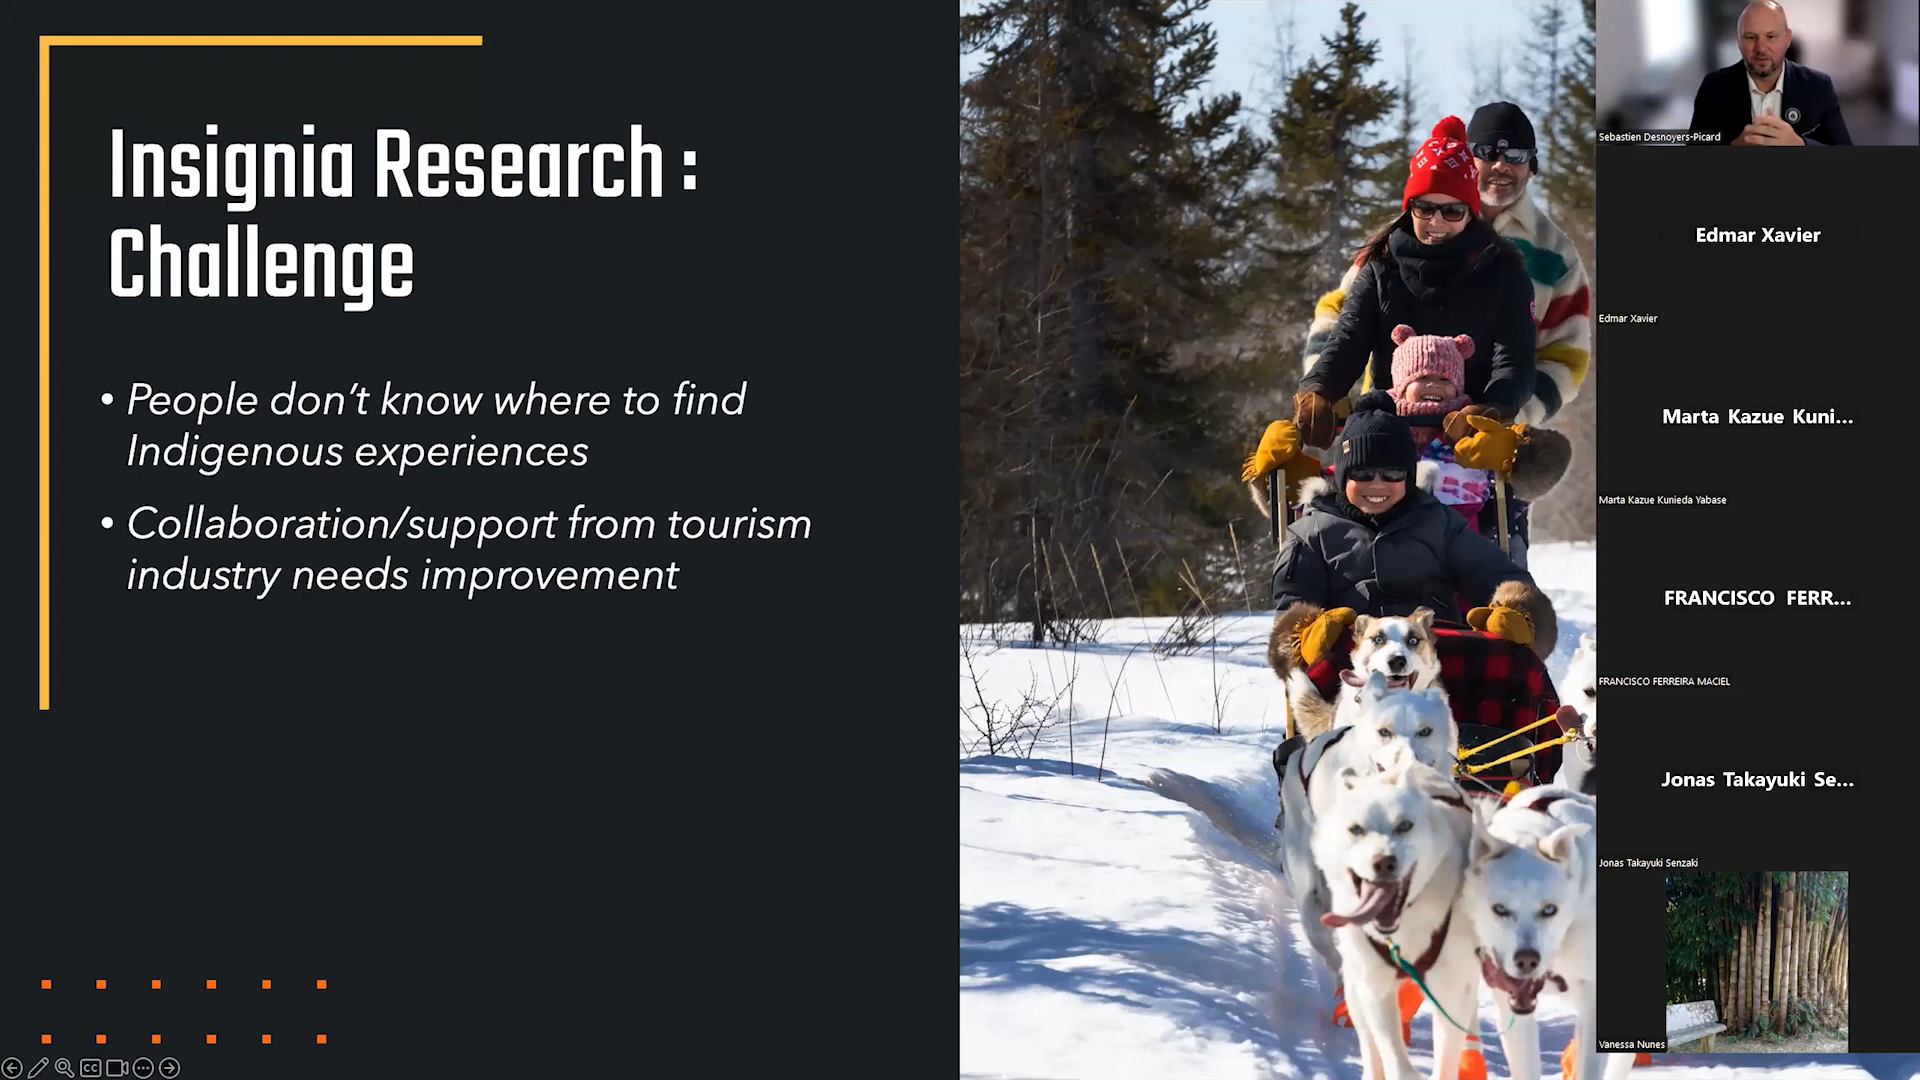 Insignia Research :
Challenge
• People don’t know where to find
Indigenous experiences
• Collaboration/support from tourism
industry needs improvement
Sebastien Desnoyers-Picard
Edmar Xavier
Edmar Xavier
Marta Kazue Kuni...
Marta Kazue Kunieda Yabase
FRANCISCO FERR...
FRANCISCO FERREIRA MACIEL
Jonas Takayuki Se...
Jonas Takayuki Senzaki
Vanessa Nunes
CC